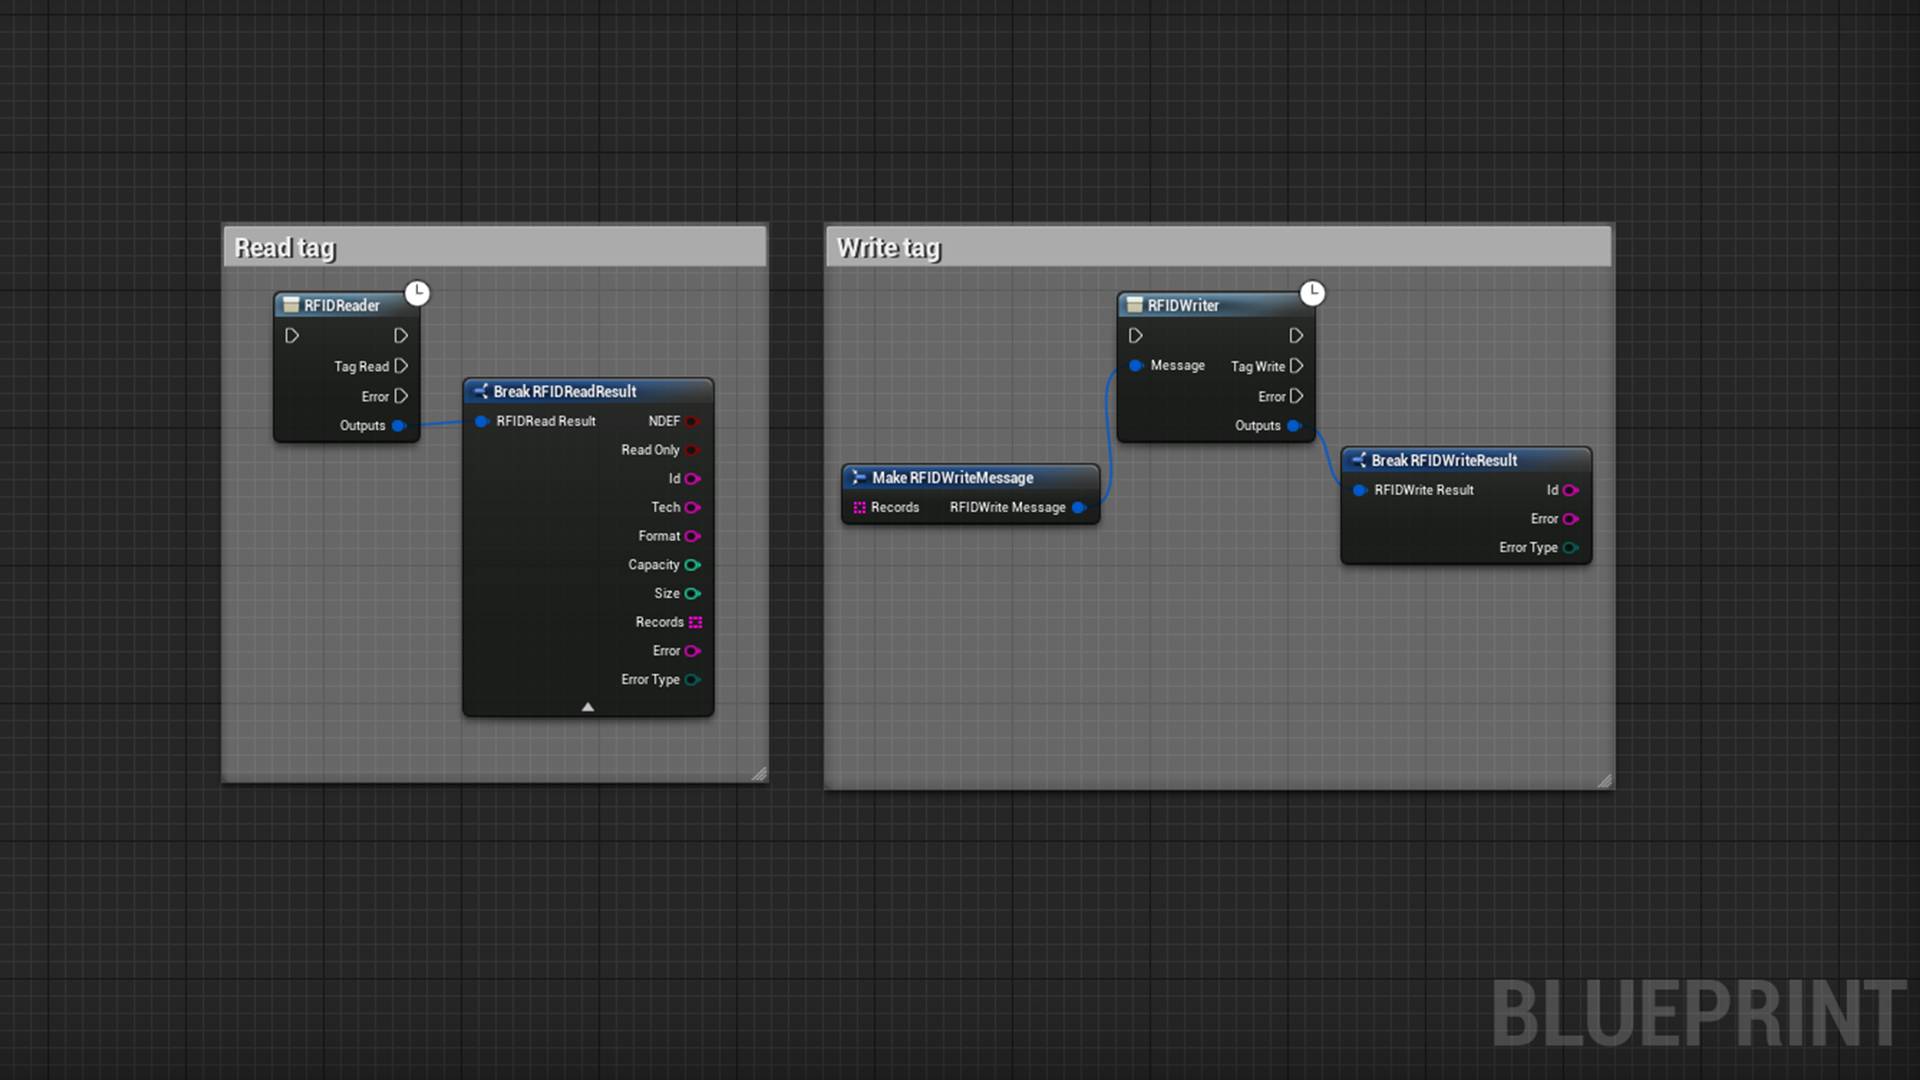 Read tag
RFIDReader
Tag Read
Error
Outputs
Break RFIDReadResult
RFIDRead Result NDEF
Read Only
Id
Tech
Format
Capacity
Size
Records
Error
Error Type
Write tag
RFIDWriter
Message Tag Write
Error
Outputs
Make RFIDWriteMessage
Records RFIDWrite Message
Break RFIDWriteResult
RFIDWrite Result Id
Error
Error Type
BLUEPRINT